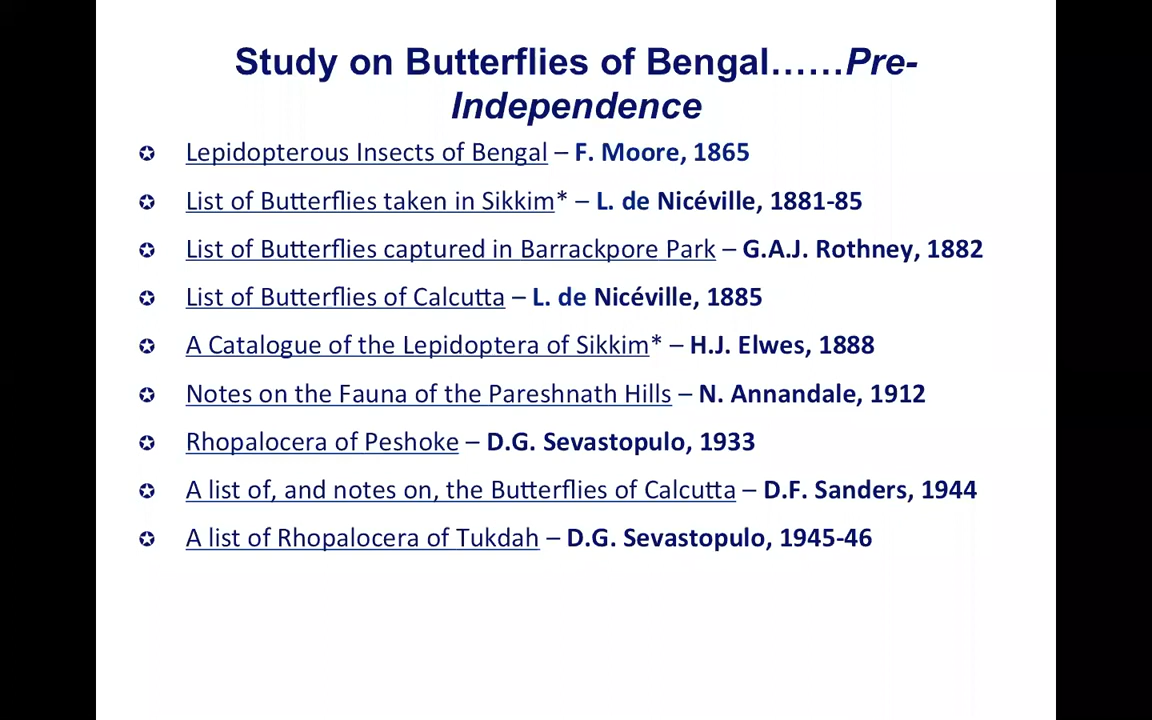 Study on Butterflies of Bengal……Pre-
Independence
✪ Lepidopterous Insects of Bengal – F. Moore, 1865
✪ List of Butterflies taken in Sikkim* – L. de Nicéville, 1881-85
✪ List of Butterflies captured in Barrackpore Park – G.A.J. Rothney, 1882
✪ List of Butterflies of Calcutta – L. de Nicéville, 1885
✪ A Catalogue of the Lepidoptera of Sikkim* – H.J. Elwes, 1888
✪ Notes on the Fauna of the Pareshnath Hills – N. Annandale, 1912
✪ Rhopalocera of Peshoke – D.G. Sevastopulo, 1933
✪ A list of, and notes on, the Butterflies of Calcutta – D.F. Sanders, 1944
✪ A list of Rhopalocera of Tukdah – D.G. Sevastopulo, 1945-46